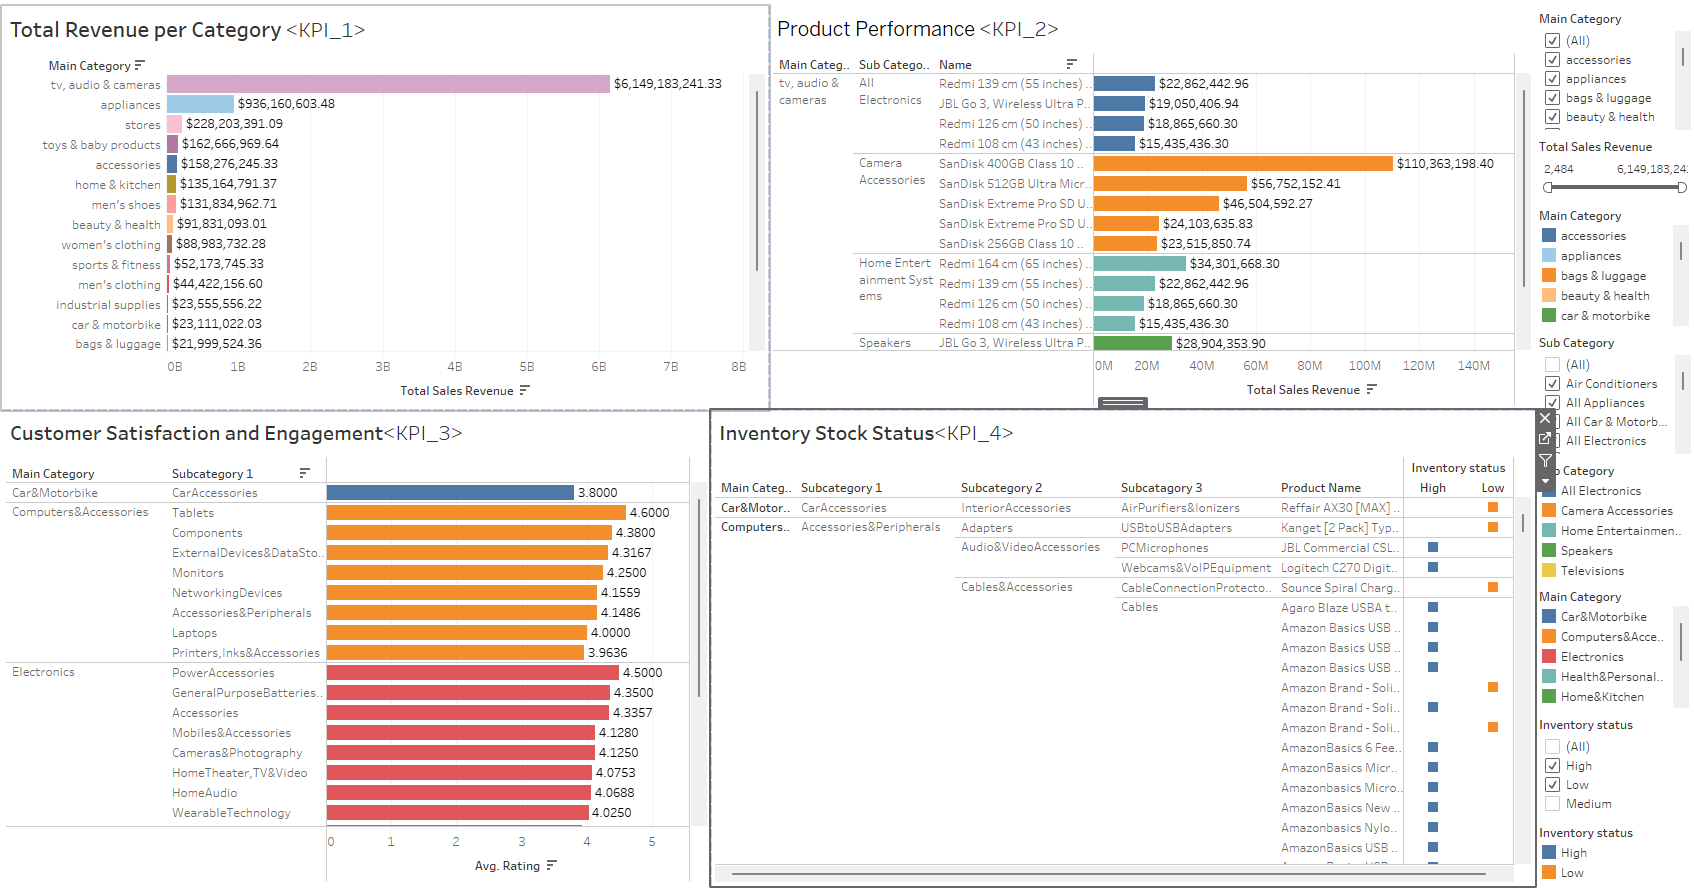 Total Revenue per Category <KPI_1>
Main Category
tv, audio & cameras $6,149,183,241.33
appliances $936,160,603.48
stores $228,203,391.09
toys & baby products $162,666,969.64
accessories $158,276,245.33
home & kitchen $135,164,791.37
men's shoes $131,834,962.71
beauty & health $91,831,093.01
women's clothing $88,983,732.28
sports & fitness $52,173,745.33
men's clothing $44,422,156.60
industrial supplies $23,555,556.22
car & motorbike $23,111,022.03
bags & luggage $21,999,524.36
0B 1B 2B 3B 4B 5B 6B 7B 8B
Total Sales Revenue
Product Performance <KPI_2>
Main Categ.. Sub Catego.. Name
tv, audio & cameras All Electronics Redmi 139 cm (55 inches) .. $22,862,442.96
JBL Go 3, Wireless Ultra P.. $19,050,406.94
Redmi 126 cm (50 inches) .. $18,865,660.30
Redmi 108 cm (43 inches) .. $15,435,436.30
Camera Accessories SanDisk 400GB Class 10 .. $110,363,198.40
SanDisk 512GB Ultra Micr.. $56,752,152.41
SanDisk Extreme Pro SD U.. $46,504,592.27
SanDisk Extreme Pro SD U.. $24,103,635.83
SanDisk 256GB Class 10 .. $23,515,850.74
Home Entertainment Systems Redmi 164 cm (65 inches) .. $34,301,668.30
Redmi 139 cm (55 inches) .. $22,862,442.96
Redmi 126 cm (50 inches) .. $18,865,660.30
Redmi 108 cm (43 inches) .. $15,435,436.30
Speakers JBL Go 3, Wireless Ultra P.. $28,904,353.90
0M 20M 40M 60M 80M 100M 120M 140M
Total Sales Revenue
Customer Satisfaction and Engagement<KPI_3>
Main Category Subcategory 1
Car&Motorbike CarAccessories 3.8000
Computers&Accessories Tablets 4.6000
Components 4.3800
ExternalDevices&DataSto.. 4.3167
Monitors 4.2500
NetworkingDevices 4.1559
Accessories&Peripherals 4.1486
Laptops 4.0000
Printers,Inks&Accessories 3.9636
Electronics PowerAccessories 4.5000
GeneralPurposeBatteries.. 4.3500
Accessories 4.3357
Mobiles&Accessories 4.1280
Cameras&Photography 4.1250
HomeTheater,TV&Video 4.0753
HomeAudio 4.0688
WearableTechnology 4.0250
0 1 2 3 4 5
Avg. Rating
Inventory Stock Status<KPI_4>
Inventory status
Main Categ.. Subcategory 1 Subcategory 2 Subcatagory 3 Product Name High Low
Car&Motor.. CarAccessories InteriorAccessories AirPurifiers&Ionizers Reffair AX30 [MAX] ..
Computers.. Accessories&Peripherals Adapters USBtoUSBAdapters Kanget [2 Pack] Typ..
Audio&VideoAccessories PCMicrophones JBL Commercial CSL..
Webcams&VoIPEquipment Logitech C270 Digit..
Cables&Accessories CableConnectionProtecto.. Sounce Spiral Charg..
Cables Agaro Blaze USBA t..
Amazon Basics USB ..
Amazon Basics USB ..
Amazon Basics USB ..
Amazon Brand - Soli..
Amazon Brand - Soli..
Amazon Brand - Soli..
AmazonBasics 6 Fee..
AmazonBasics Micr..
Amazonbasics Micro..
AmazonBasics New ..
Amazonbasics Nylo..
AmazonBasics USB ..
Main Category
(All)
accessories
appliances
bags & luggage
beauty & health
Total Sales Revenue
2,484 6,149,183,24
Main Category
accessories
appliances
bags & luggage
beauty & health
car & motorbike
Sub Category
(All)
Air Conditioners
All Appliances
All Car & Motorb...
All Electronics
Category
All Electronics
Camera Accessories
Home Entertainmen..
Speakers
Televisions
Main Category
Car&Motorbike
Computers&Acce..
Electronics
Health&Personal..
Home&Kitchen
Inventory status
(All)
High
Low
Medium
Inventory status
High
Low